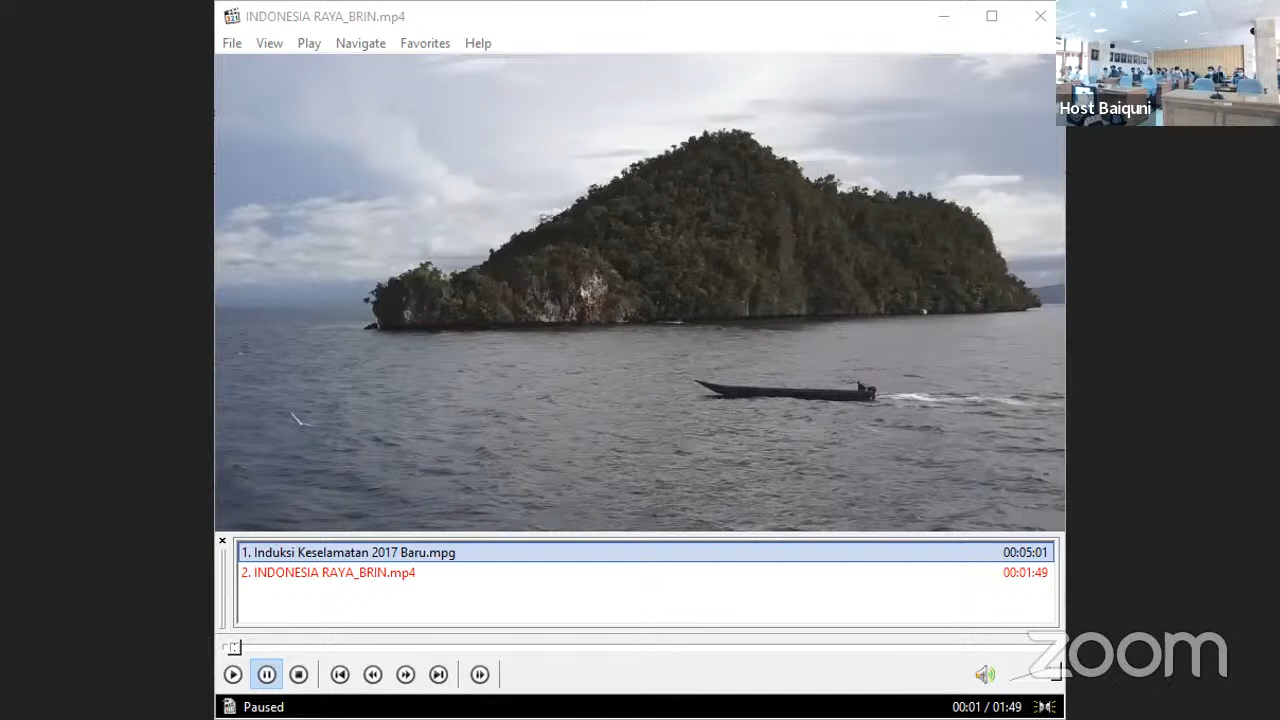 INDONESIA RAYA_BRIN.mp4
File View Play Navigate Favorites Help
Host Baiquni
1. Induksi Keselamatan 2017 Baru.mpg 00:05:01
2. INDONESIA RAYA_BRIN.mp4 00:01:49
zoom
Paused 00:01 / 01:49